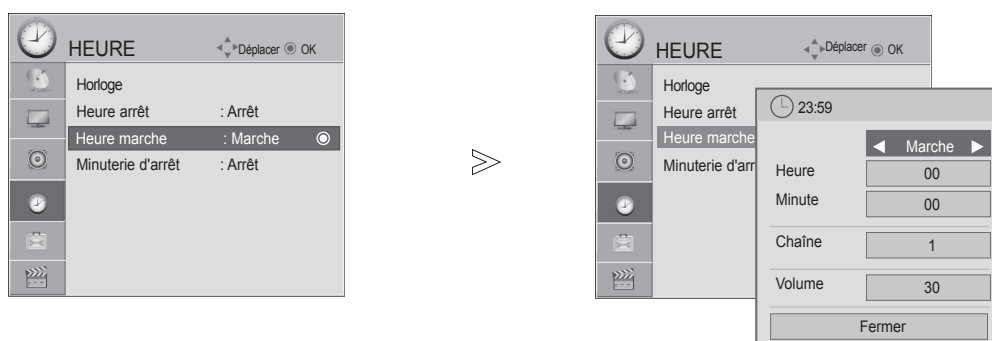 HEURE Déplacer OK
Horloge
Heure arrêt : Arrêt
Heure marche : Marche
Minuterie d'arrêt : Arrêt
HEURE Déplacer OK
Horloge
Heure arrêt
Heure marche
Minuterie d'arr
23:59
Marche
Heure 00
Minute 00
Chaîne 1
Volume 30
Fermer